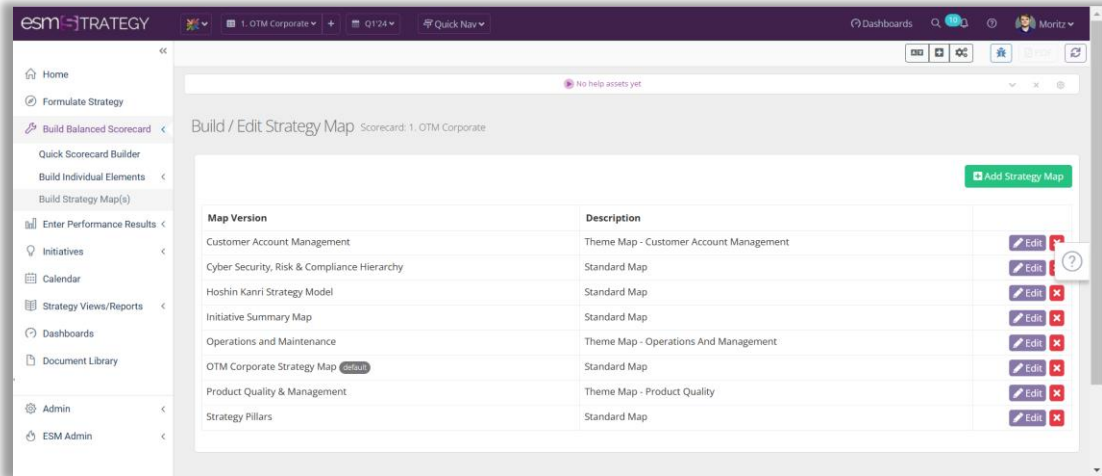 esm STRATEGY
1. OTM Corporate
+
Q1'24
Quick Nav
Dashboards
10
Moritz
Home
Formulate Strategy
Build Balanced Scorecard
Quick Scorecard Builder
Build Individual Elements
Build Strategy Map(s)
Enter Performance Results
Initiatives
Calendar
Strategy Views/Reports
Dashboards
Document Library
Admin
ESM Admin
No help assets yet
Build / Edit Strategy Map Scorecard: 1. OTM Corporate
Add Strategy Map
Map Version Description
Customer Account Management Theme Map - Customer Account Management Edit
Cyber Security, Risk & Compliance Hierarchy Standard Map Edit
Hoshin Kanri Strategy Model Standard Map Edit
Initiative Summary Map Standard Map Edit
Operations and Maintenance Theme Map - Operations And Management Edit
OTM Corporate Strategy Map default Standard Map Edit
Product Quality & Management Theme Map - Product Quality Edit
Strategy Pillars Standard Map Edit